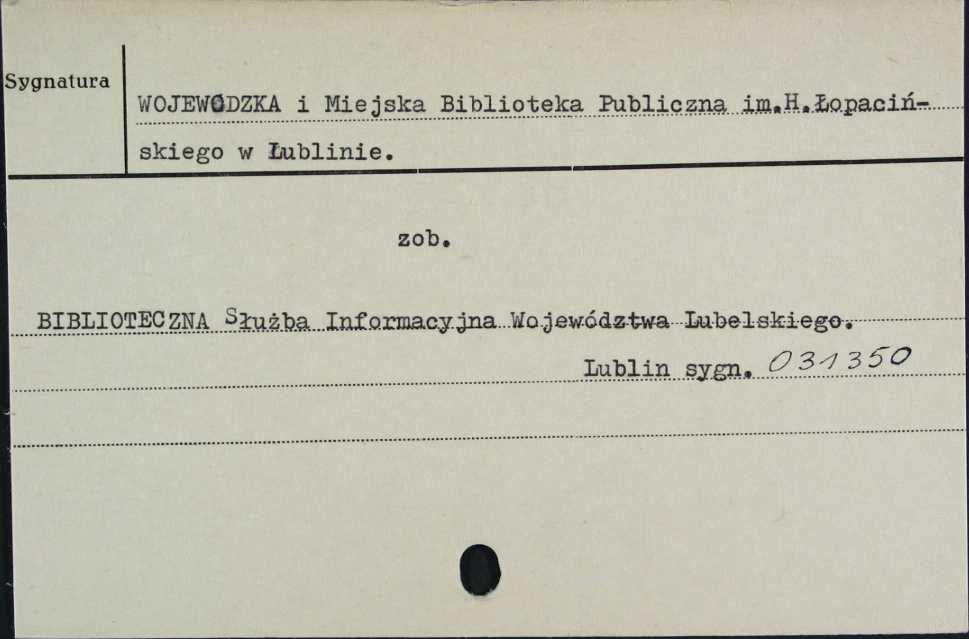 Sygnatura
WOJEWÓDZKA i Miejska Biblioteka Publiczna im.H.Łopaciń-
skiego w Lublinie.
zob.
BIBLIOTECZNA Służba Informacyjna Województwa Lubelskiego.
Lublin sygn. 031350